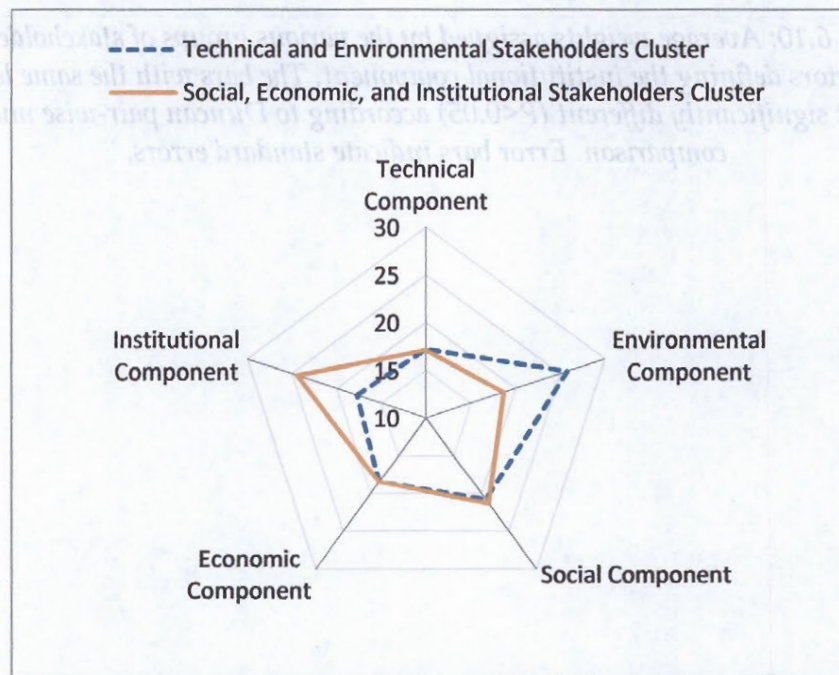 Technical and Environmental Stakeholders Cluster
Social, Economic, and Institutional Stakeholders Cluster
Technical
Component
30
25
20
15
10
Institutional
Component
Environmental
Component
Economic
Component
Social Component